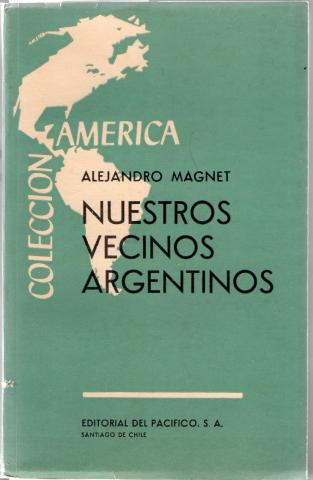 COLECCION
AMERICA
ALEJANDRO MAGNET
NUESTROS
VECINOS
ARGENTINOS
EDITORIAL DEL PACIFICO. S. A.
SANTIAGO DE CHILE